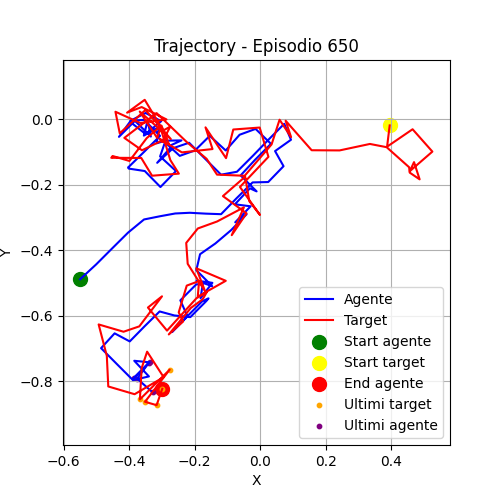 Trajectory - Episodio 650
Y
0.0
−0.2
−0.4
−0.6
−0.8
−0.6
−0.4
−0.2
0.0
0.2
0.4
X
Agente
Target
Start agente
Start target
End agente
Ultimi target
Ultimi agente